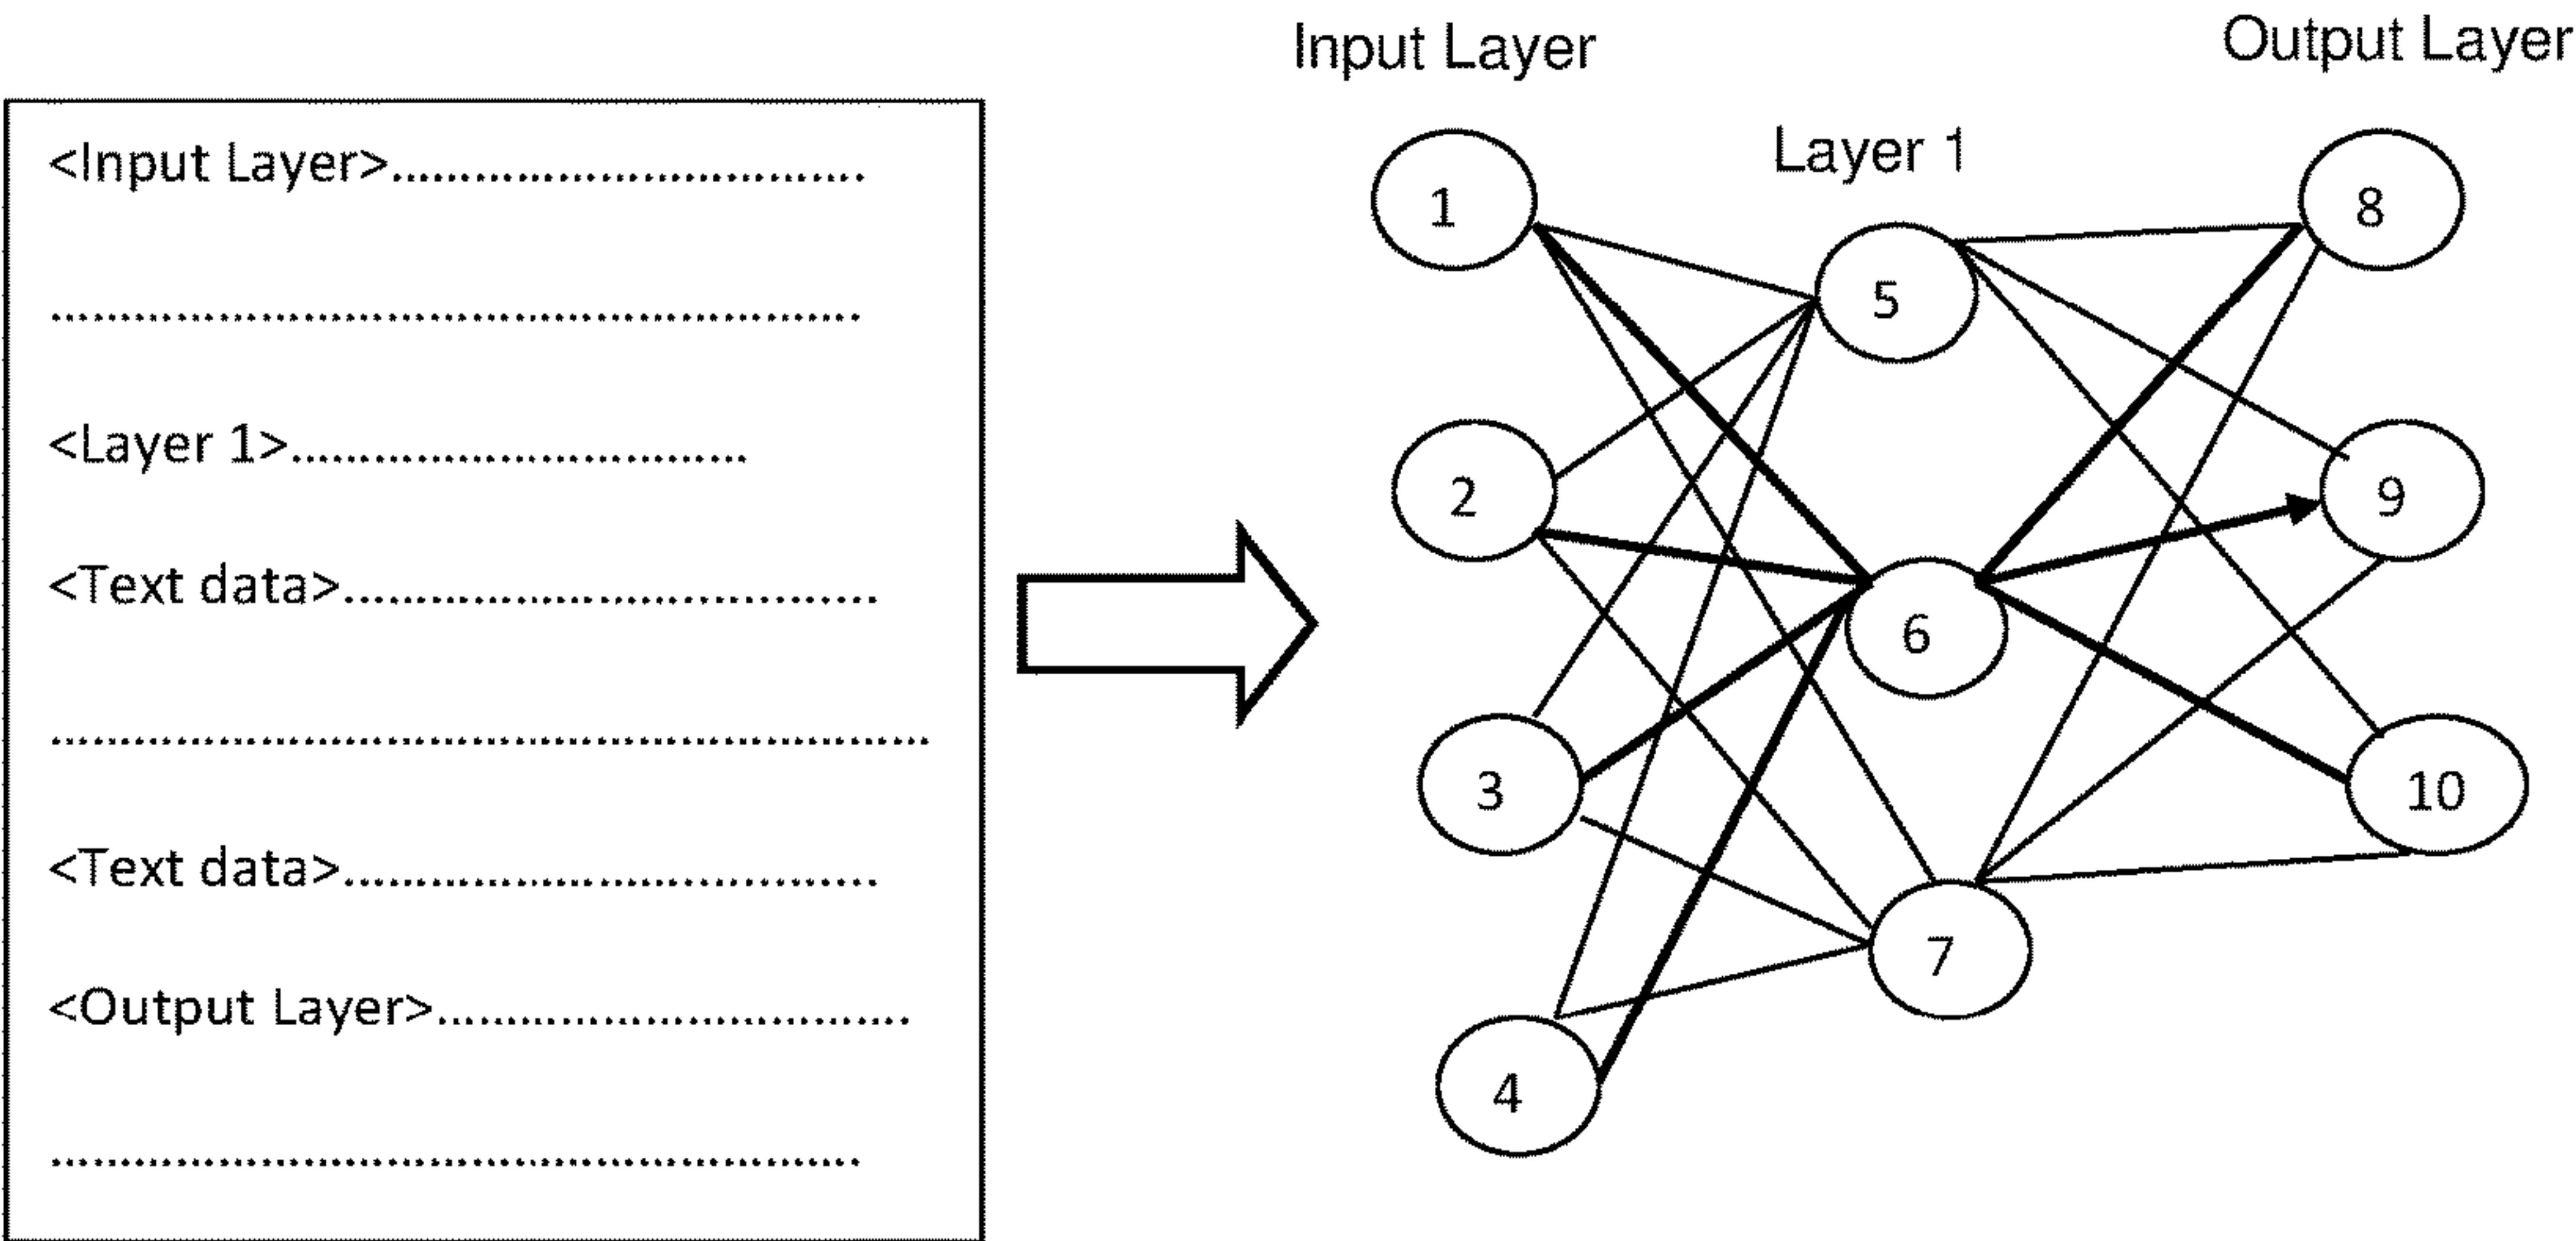 Input Layer
Output Layer
<Input Layer>..................................
..........................................................
Layer 1
<Layer 1>................................
<Text data>......................................
...............................................................
<Text data>......................................
<Output Layer>..................................
..........................................................
1
2
3
4
5
6
7
8
9
10